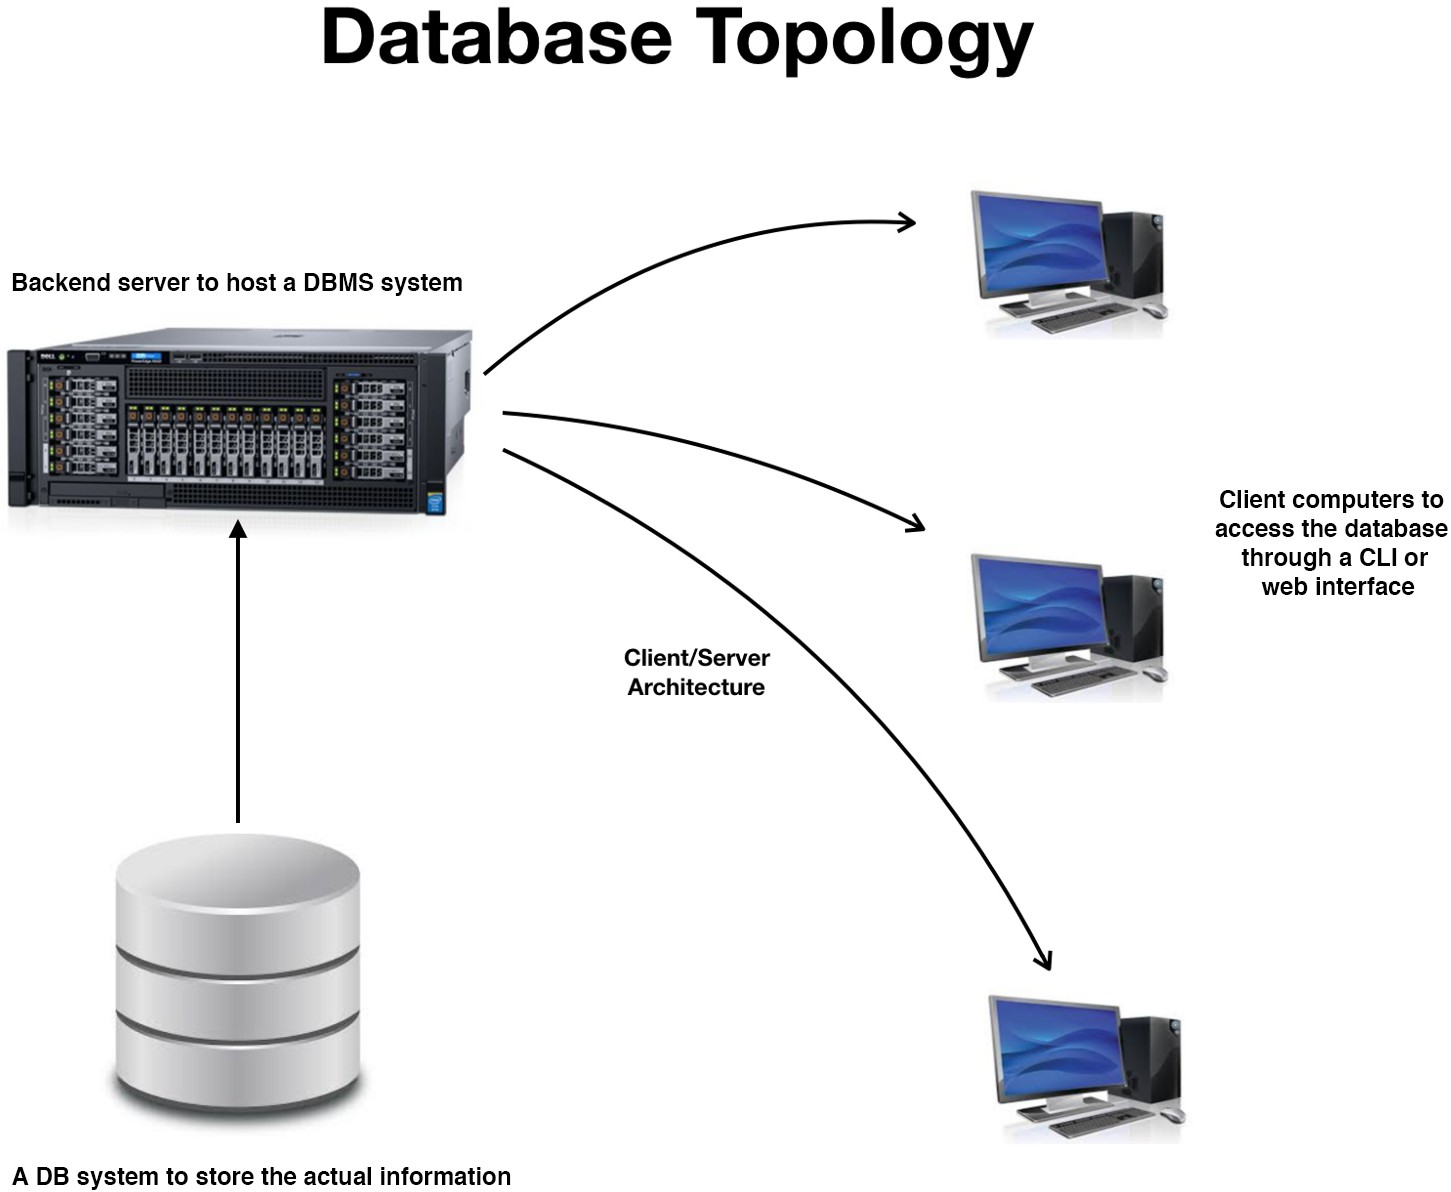 Database Topology
Backend server to host a DBMS system
DELL
Client computers to
access the database
through a CLI or
web interface
Client/Server
Architecture
A DB system to store the actual information